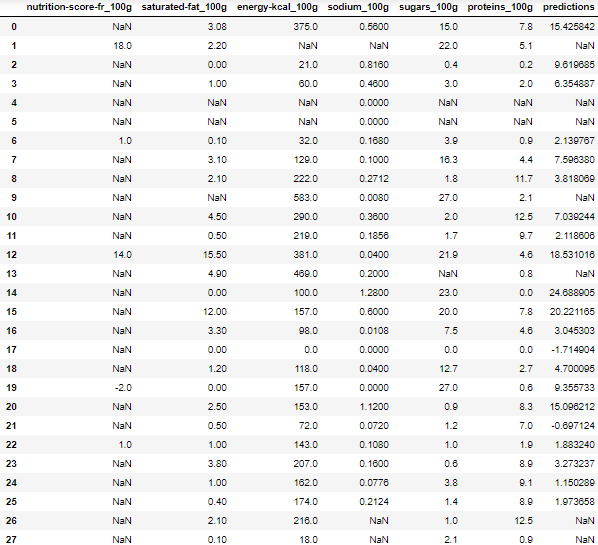 nutrition-score-fr_100g saturated-fat_100g energy-kcal_100g sodium_100g sugars_100g proteins_100g predictions
0 NaN 3.08 375.0 0.5600 15.0 7.8 15.425842
1 18.0 2.20 NaN NaN 22.0 5.1 NaN
2 NaN 0.00 21.0 0.8160 0.4 0.2 9.619685
3 NaN 1.00 60.0 0.4600 3.0 2.0 6.354887
4 NaN NaN NaN 0.0000 NaN NaN NaN
5 NaN NaN NaN 0.0000 NaN NaN NaN
6 1.0 0.10 32.0 0.1680 3.9 0.9 2.139767
7 NaN 3.10 129.0 0.1000 16.3 4.4 7.596380
8 NaN 2.10 222.0 0.2712 1.8 11.7 3.818069
9 NaN NaN 583.0 0.0080 27.0 2.1 NaN
10 NaN 4.50 290.0 0.3600 2.0 12.5 7.039244
11 NaN 0.50 219.0 0.1856 1.7 9.7 2.118606
12 14.0 15.50 381.0 0.0400 21.9 4.6 18.531016
13 NaN 4.90 469.0 0.2000 NaN 0.8 NaN
14 NaN 0.00 100.0 1.2800 23.0 0.0 24.688905
15 NaN 12.00 157.0 0.6000 20.0 7.8 20.221165
16 NaN 3.30 98.0 0.0108 7.5 4.6 3.045303
17 NaN 0.00 0.0 0.0000 0.0 0.0 -1.714904
18 NaN 1.20 118.0 0.0400 12.7 2.7 4.700095
19 -2.0 0.00 157.0 0.0000 27.0 0.6 9.355733
20 NaN 2.50 153.0 1.1200 0.9 8.3 15.096212
21 NaN 0.50 72.0 0.0720 1.2 7.0 -0.697124
22 1.0 1.00 143.0 0.1080 1.0 1.9 1.883240
23 NaN 3.80 207.0 0.1600 0.6 8.9 3.273237
24 NaN 1.00 162.0 0.0776 3.8 9.1 1.150289
25 NaN 0.40 174.0 0.2124 1.4 8.9 1.973658
26 NaN 2.10 216.0 NaN 1.0 12.5 NaN
27 NaN 0.10 18.0 NaN 2.1 0.9 NaN